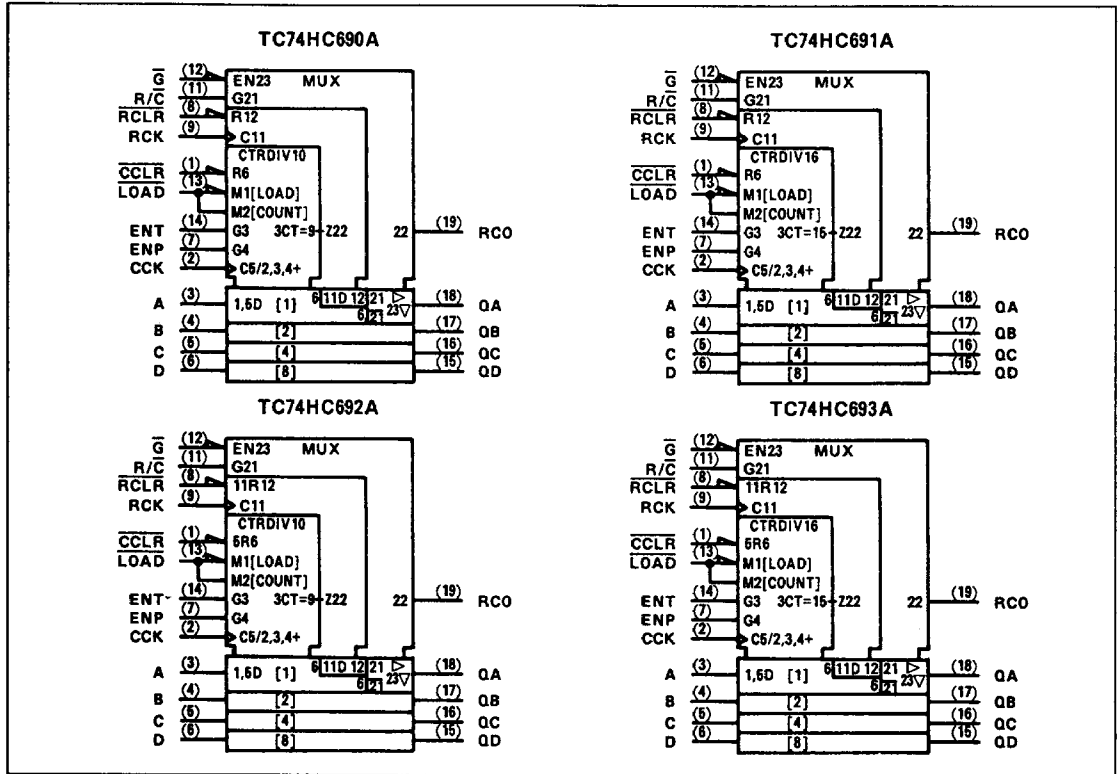 TC74HC690A
G (12) EN23 MUX
R/C (11) G21
RCLR (8) R12
RCK (9) C11
CTRDIV10
CCLR (1) R6
LOAD (13) M1[LOAD]
M2[COUNT]
ENT (14) G3 3CT=9 Z22 22 (19) RCO
ENP (7) G4
CCK (2) C5/2,3,4+
A (3) 1,5D [1] 6 11D 12 21 ▷ (18) QA
6 21 23▽
B (4) [2] (17) QB
C (5) [4] (16) QC
D (6) [8] (15) QD
TC74HC691A
G (12) EN23 MUX
R/C (11) G21
RCLR (8) R12
RCK (9) C11
CTRDIV16
CCLR (1) R6
LOAD (13) M1[LOAD]
M2[COUNT]
ENT (14) G3 3CT=15 Z22 22 (19) RCO
ENP (7) G4
CCK (2) C5/2,3,4+
A (3) 1,5D [1] 6 11D 12 21 ▷ (18) QA
6 21 23▽
B (4) [2] (17) QB
C (5) [4] (16) QC
D (6) [8] (15) QD
TC74HC692A
G (12) EN23 MUX
R/C (11) G21
RCLR (8) 11R12
RCK (9) C11
CTRDIV10
CCLR (1) 5R6
LOAD (13) M1[LOAD]
M2[COUNT]
ENT (14) G3 3CT=9 Z22 22 (19) RCO
ENP (7) G4
CCK (2) C5/2,3,4+
A (3) 1,5D [1] 6 11D 12 21 ▷ (18) QA
6 21 23▽
B (4) [2] (17) QB
C (5) [4] (16) QC
D (6) [8] (15) QD
TC74HC693A
G (12) EN23 MUX
R/C (11) G21
RCLR (8) 11R12
RCK (9) C11
CTRDIV16
CCLR (1) 5R6
LOAD (13) M1[LOAD]
M2[COUNT]
ENT (14) G3 3CT=15 Z22 22 (19) RCO
ENP (7) G4
CCK (2) C5/2,3,4+
A (3) 1,5D [1] 6 11D 12 21 ▷ (18) QA
6 21 23▽
B (4) [2] (17) QB
C (5) [4] (16) QC
D (6) [8] (15) QD